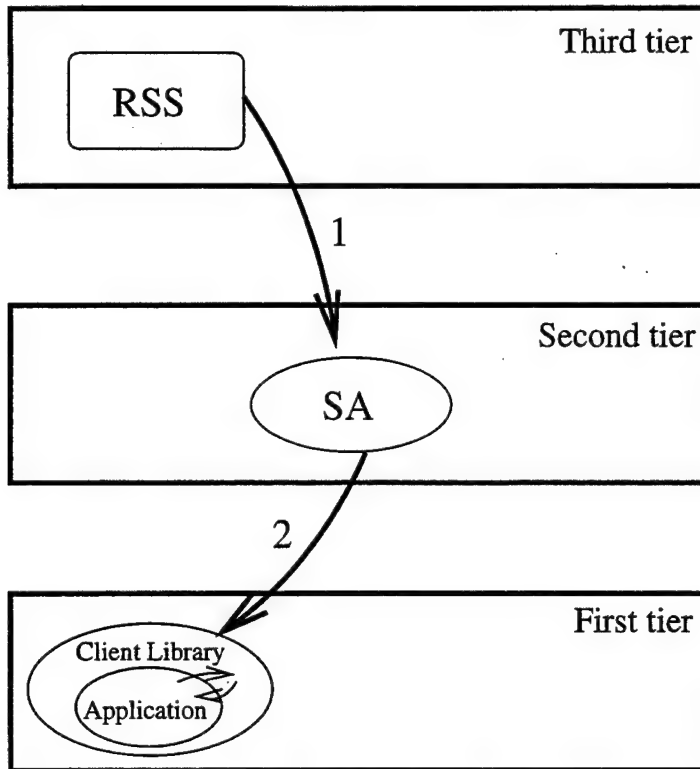 Third tier
RSS
1
Second tier
SA
2
First tier
Client Library
Application